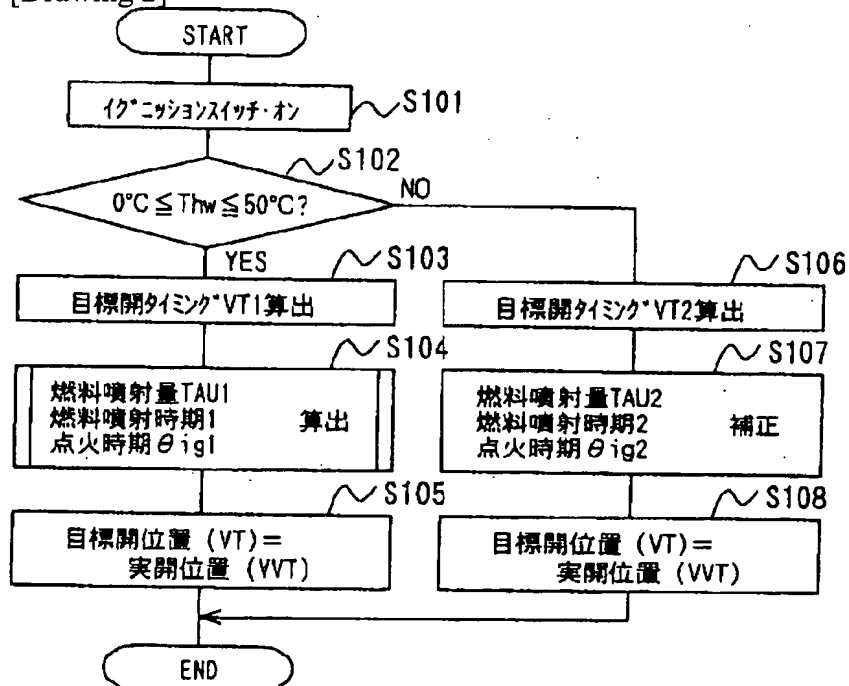 [Drawing 2]
START
イグニッションスイッチ・オン
S101
S102
0°C≦Thw≦50°C?
NO
YES
S103
目標開タイミングVT1算出
S106
目標開タイミングVT2算出
S104
燃料噴射量TAU1
燃料噴射時期1 算出
点火時期θig1
S107
燃料噴射量TAU2
燃料噴射時期2 補正
点火時期θig2
S105
目標開位置 (VT)=
実開位置 (VVT)
S108
目標開位置 (VT)=
実開位置 (VVT)
END